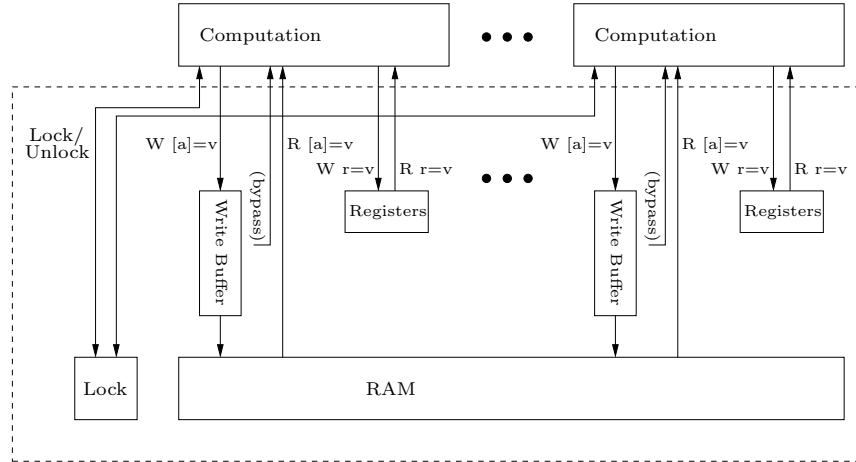 Computation
Computation
Lock/
Unlock
W [a]=v
R [a]=v
W r=v
R r=v
W [a]=v
R [a]=v
W r=v
R r=v
(bypass)
(bypass)
Write Buffer
Registers
Write Buffer
Registers
Lock
RAM